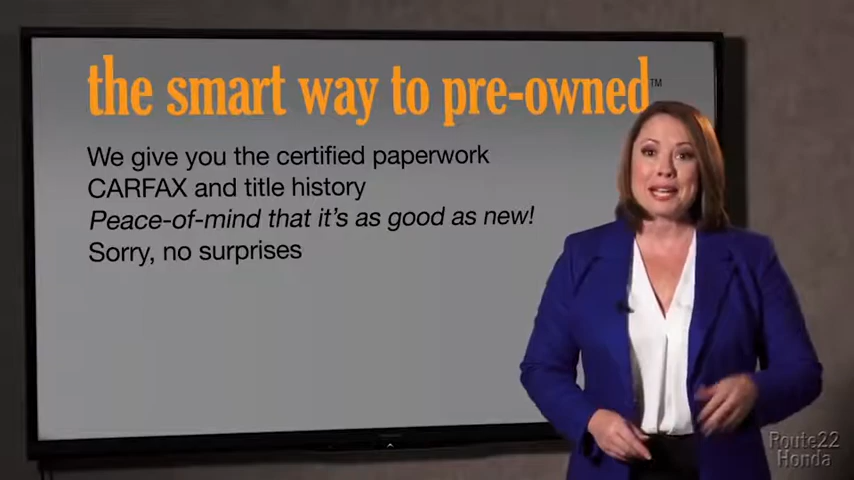 the smart way to pre-owned™
We give you the certified paperwork
CARFAX and title history
Peace-of-mind that it's as good as new!
Sorry, no surprises
Route22
Honda